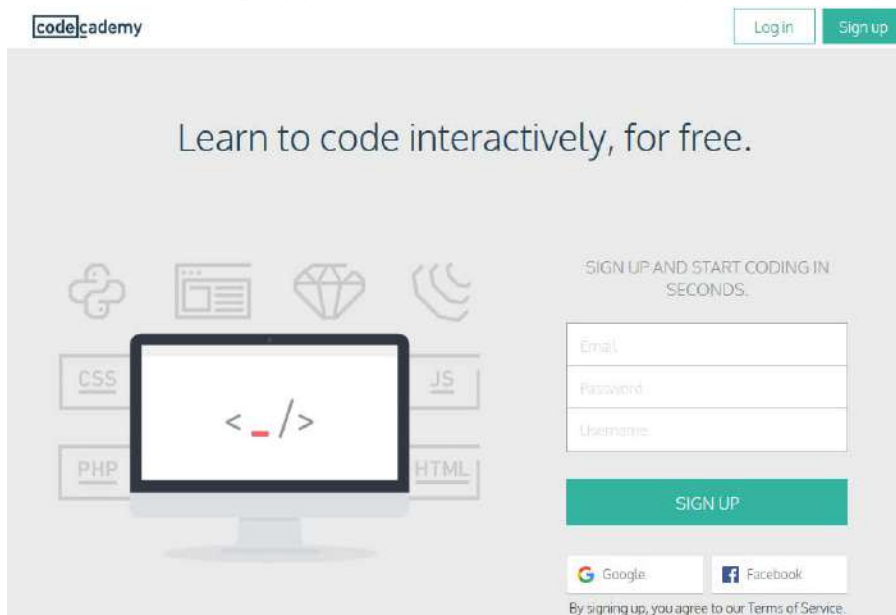 codecademy
Log in
Sign up
Learn to code interactively, for free.
SIGN UP AND START CODING IN
SECONDS.
Email
Password
Username
CSS
JS
< _ />
PHP
HTML
SIGN UP
Google
Facebook
By signing up, you agree to our Terms of Service.